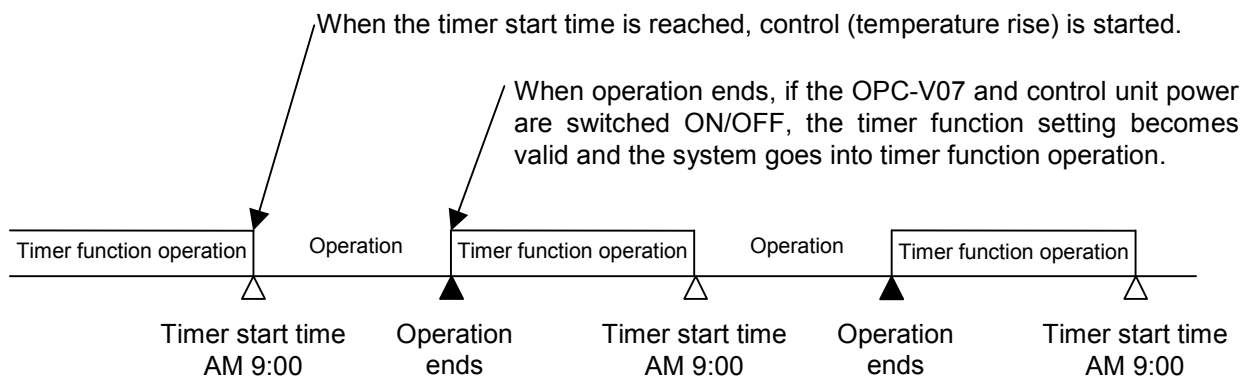 When the timer start time is reached, control (temperature rise) is started.
When operation ends, if the OPC-V07 and control unit power
are switched ON/OFF, the timer function setting becomes
valid and the system goes into timer function operation.
Timer function operation
Operation
Timer function operation
Operation
Timer function operation
Timer start time
AM 9:00
Operation
ends
Timer start time
AM 9:00
Operation
ends
Timer start time
AM 9:00